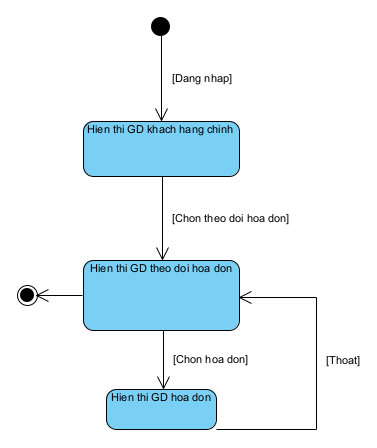 [Dang nhap]
Hien thi GD khach hang chinh
[Chon theo doi hoa don]
Hien thi GD theo doi hoa don
[Chon hoa don]
[Thoat]
Hien thi GD hoa don